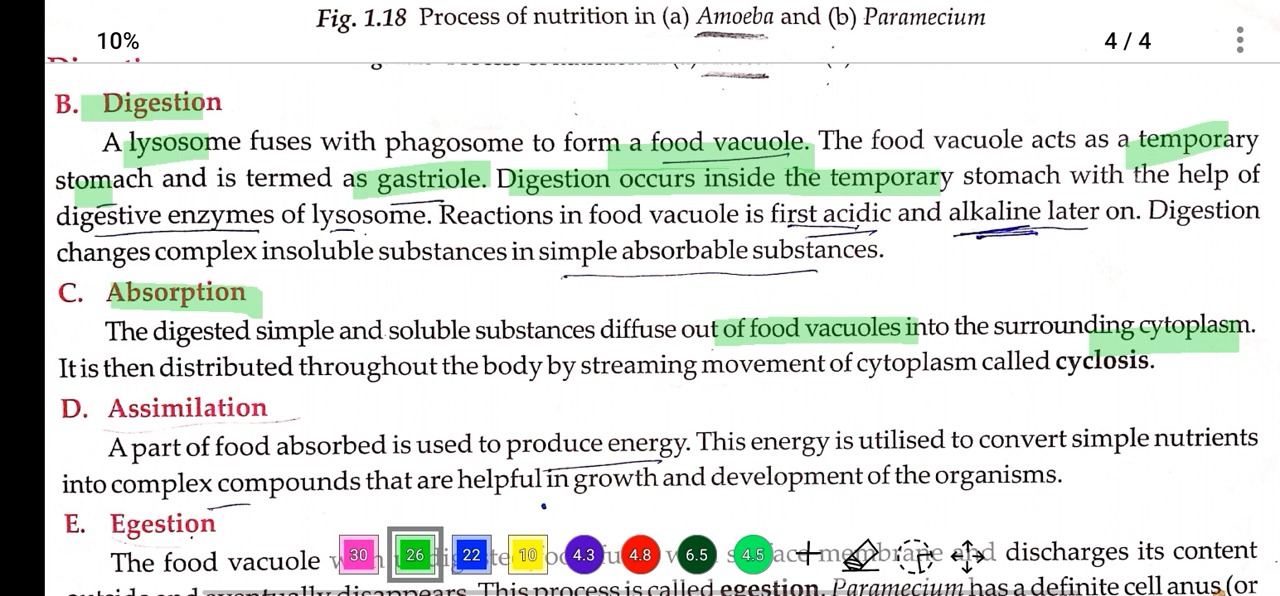 Fig. 1.18 Process of nutrition in (a) Amoeba and (b) Paramecium
10%
4 / 4
B. Digestion
A lysosome fuses with phagosome to form a food vacuole. The food vacuole acts as a temporary
stomach and is termed as gastriole. Digestion occurs inside the temporary stomach with the help of
digestive enzymes of lysosome. Reactions in food vacuole is first acidic and alkaline later on. Digestion
changes complex insoluble substances in simple absorbable substances.
C. Absorption
The digested simple and soluble substances diffuse out of food vacuoles into the surrounding cytoplasm.
It is then distributed throughout the body by streaming movement of cytoplasm called cyclosis.
D. Assimilation
A part of food absorbed is used to produce energy. This energy is utilised to convert simple nutrients
into complex compounds that are helpful in growth and development of the organisms.
E. Egestion
The food vacuole membrane and discharges its content
30 26 22 10 4.3 4.8 6.5 4.5
disappears. This process is called egestion. Paramecium has a definite cell anus (or